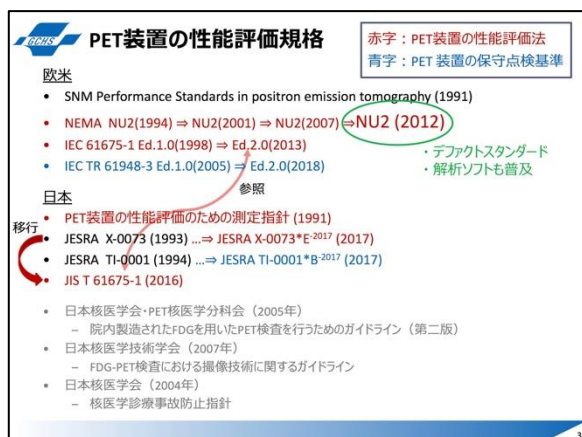 GCHS
PET装置の性能評価規格
赤字：PET装置の性能評価法
青字：PET 装置の保守点検基準
欧米
• SNM Performance Standards in positron emission tomography (1991)
• NEMA NU2(1994) ⇒ NU2(2001) ⇒ NU2(2007) ⇒NU2 (2012)
• IEC 61675-1 Ed.1.0(1998) ⇒ Ed.2.0(2013)
• IEC TR 61948-3 Ed.1.0(2005) ⇒ Ed.2.0(2018)
・デファクトスタンダード
・解析ソフトも普及
参照
日本
移行
• PET装置の性能評価のための測定指針 (1991)
• JESRA X-0073 (1993) …⇒ JESRA X-0073*E-2017 (2017)
• JESRA TI-0001 (1994) …⇒ JESRA TI-0001*B-2017 (2017)
• JIS T 61675-1 (2016)
• 日本核医学会・PET核医学分科会（2005年）
– 院内製造されたFDGを用いたPET検査を行うためのガイドライン（第二版）
• 日本核医学技術学会（2007年）
– FDG-PET検査における撮像技術に関するガイドライン
• 日本核医学会（2004年）
– 核医学診療事故防止指針
3